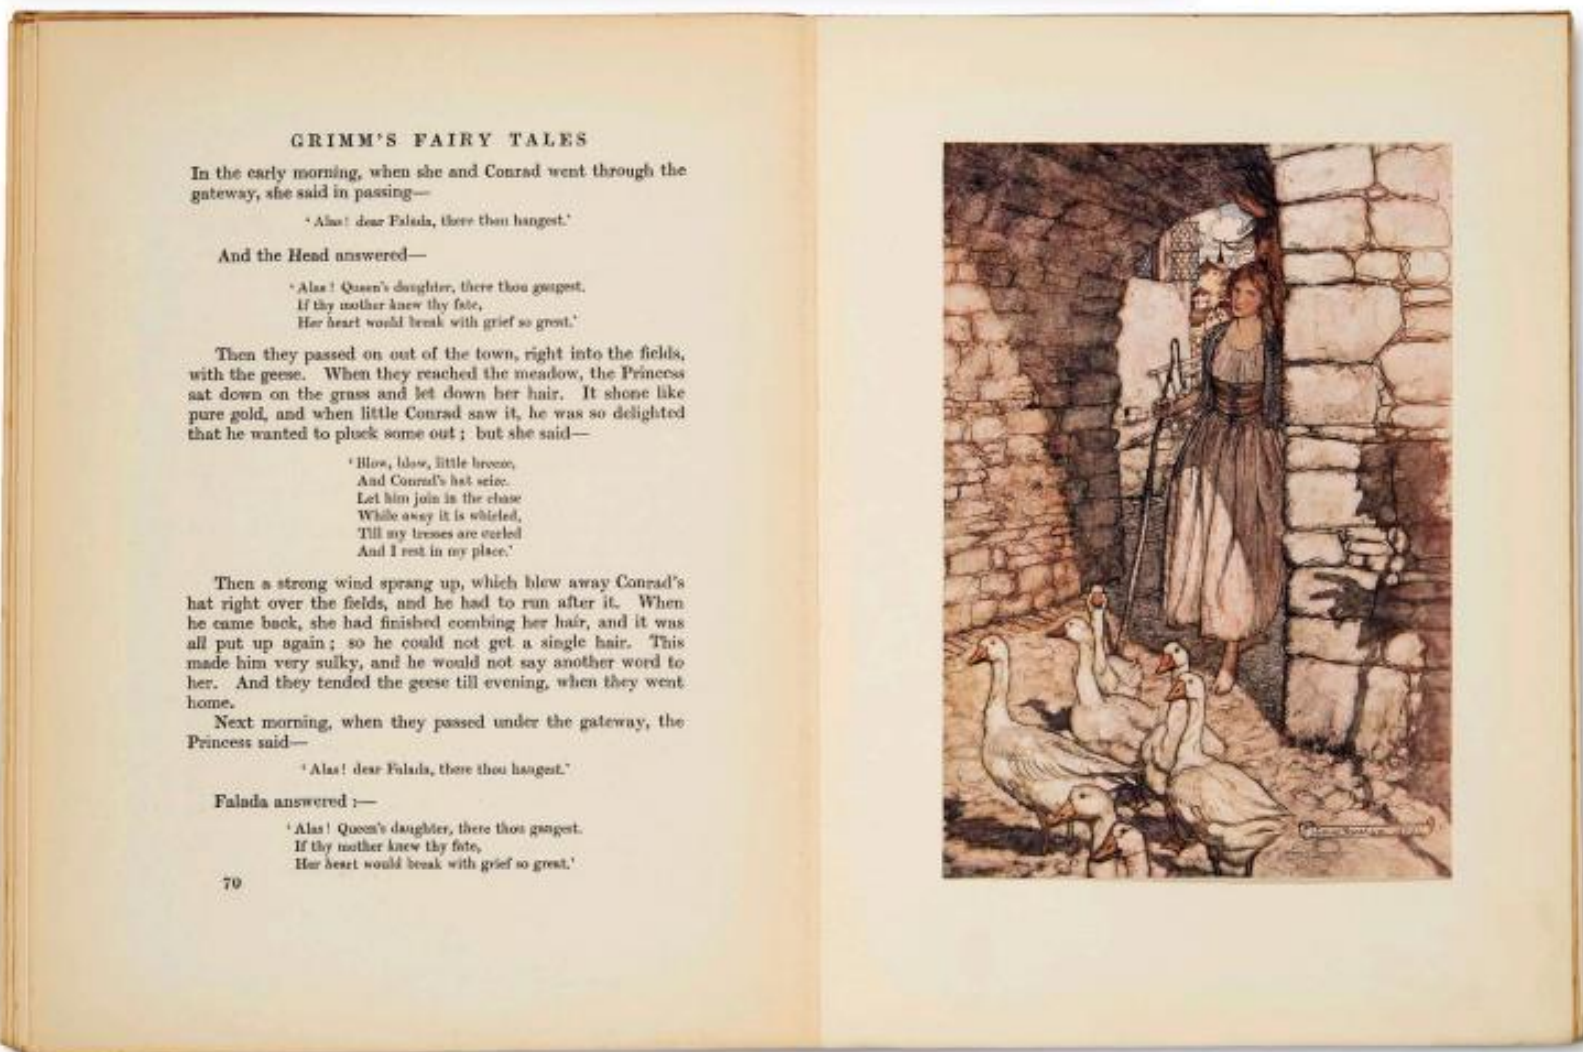 GRIMM'S FAIRY TALES
In the early morning, when she and Conrad went through the
gateway, she said in passing—
'Alas! dear Falada, there thou hangest.'
And the Head answered—
'Alas! Queen's daughter, there thou gangest.
If thy mother knew thy fate,
Her heart would break with grief so great.'
Then they passed on out of the town, right into the fields,
with the geese. When they reached the meadow, the Princess
sat down on the grass and let down her hair. It shone like
pure gold, and when little Conrad saw it, he was so delighted
that he wanted to pluck some out; but she said—
'Blow, blow, little breeze,
And Conrad's hat seize.
Let him join in the chase
While away it is whirled,
Till my tresses are curled
And I rest in my place.'
Then a strong wind sprang up, which blew away Conrad's
hat right over the fields, and he had to run after it. When
he came back, she had finished combing her hair, and it was
all put up again; so he could not get a single hair. This
made him very sulky, and he would not say another word to
her. And they tended the geese till evening, when they went
home.
Next morning, when they passed under the gateway, the
Princess said—
'Alas! dear Falada, there thou hangest.'
Falada answered:—
'Alas! Queen's daughter, there thou gangest.
If thy mother knew thy fate,
Her heart would break with grief so great.'
70